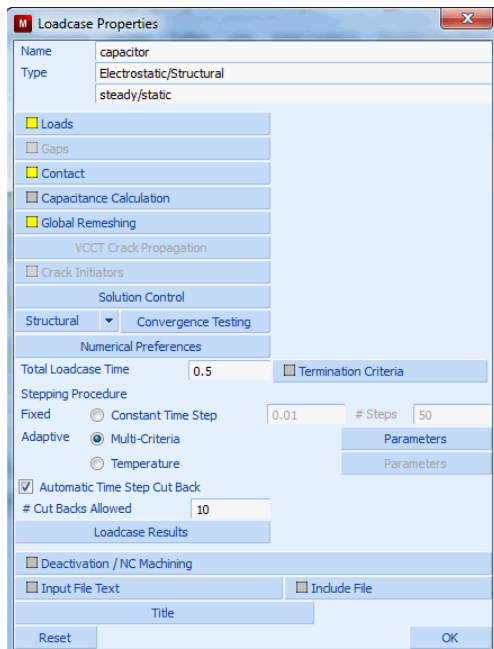 M Loadcase Properties X
Name capacitor
Type Electrostatic/Structural
steady/static
Loads
Gaps
Contact
Capacitance Calculation
Global Remeshing
VCCT Crack Propagation
Crack Initiators
Solution Control
Structural Convergence Testing
Numerical Preferences
Total Loadcase Time 0.5 Termination Criteria
Stepping Procedure
Fixed Constant Time Step 0.01 # Steps 50
Adaptive Multi-Criteria Parameters
Temperature Parameters
Automatic Time Step Cut Back
# Cut Backs Allowed 10
Loadcase Results
Deactivation / NC Machining
Input File Text Include File
Title
Reset OK